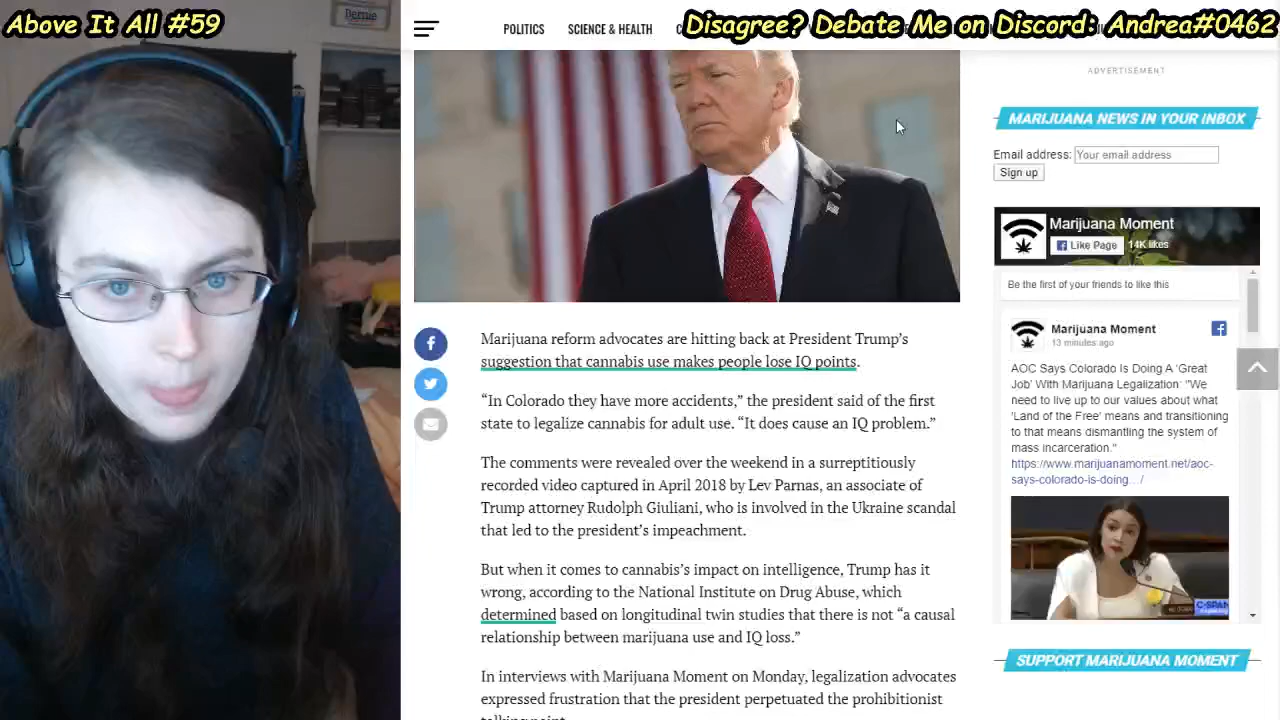 Above It All #59
Bernie
POLITICS
SCIENCE & HEALTH
Disagree? Debate Me on Discord: Andrea#0462
ADVERTISEMENT
MARIJUANA NEWS IN YOUR INBOX
Email address: Your email address
Sign up
Marijuana Moment
Like Page
14K likes
Be the first of your friends to like this
Marijuana Moment
13 minutes ago
AOC Says Colorado Is Doing A 'Great
Job' With Marijuana Legalization: "We
need to live up to our values about what
'Land of the Free' means and transitioning
to that means dismantling the system of
mass incarceration."
https://www.marijuanamoment.net/aoc-
says-colorado-is-doing.../
C-SPAN
SUPPORT MARIJUANA MOMENT
Marijuana reform advocates are hitting back at President Trump’s
suggestion that cannabis use makes people lose IQ points.
“In Colorado they have more accidents,” the president said of the first
state to legalize cannabis for adult use. “It does cause an IQ problem.”
The comments were revealed over the weekend in a surreptitiously
recorded video captured in April 2018 by Lev Parnas, an associate of
Trump attorney Rudolph Giuliani, who is involved in the Ukraine scandal
that led to the president’s impeachment.
But when it comes to cannabis’s impact on intelligence, Trump has it
wrong, according to the National Institute on Drug Abuse, which
determined based on longitudinal twin studies that there is not “a causal
relationship between marijuana use and IQ loss.”
In interviews with Marijuana Moment on Monday, legalization advocates
expressed frustration that the president perpetuated the prohibitionist
talking point.